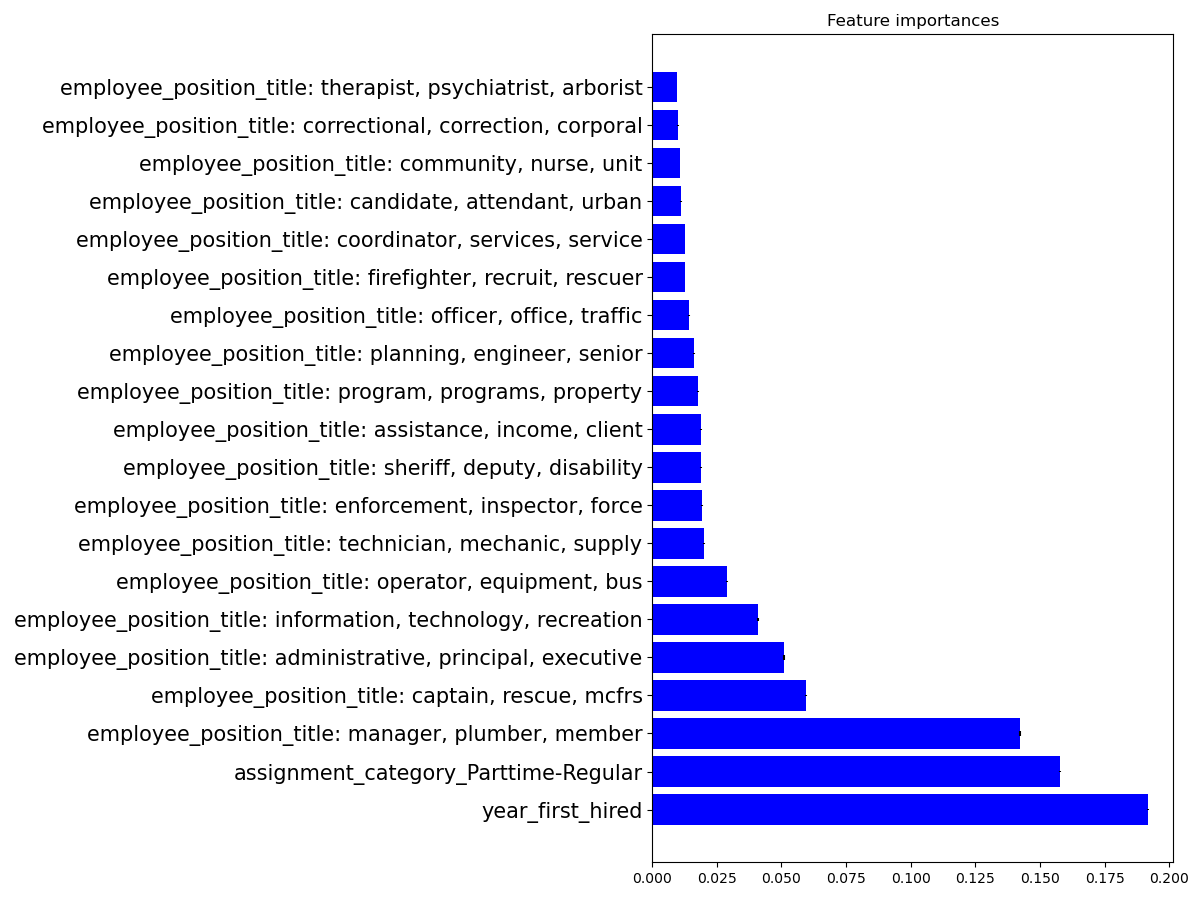 Feature importances
employee_position_title: therapist, psychiatrist, arborist
employee_position_title: correctional, correction, corporal
employee_position_title: community, nurse, unit
employee_position_title: candidate, attendant, urban
employee_position_title: coordinator, services, service
employee_position_title: firefighter, recruit, rescuer
employee_position_title: officer, office, traffic
employee_position_title: planning, engineer, senior
employee_position_title: program, programs, property
employee_position_title: assistance, income, client
employee_position_title: sheriff, deputy, disability
employee_position_title: enforcement, inspector, force
employee_position_title: technician, mechanic, supply
employee_position_title: operator, equipment, bus
employee_position_title: information, technology, recreation
employee_position_title: administrative, principal, executive
employee_position_title: captain, rescue, mcfrs
employee_position_title: manager, plumber, member
assignment_category_Parttime-Regular
year_first_hired
0.000 0.025 0.050 0.075 0.100 0.125 0.150 0.175 0.200